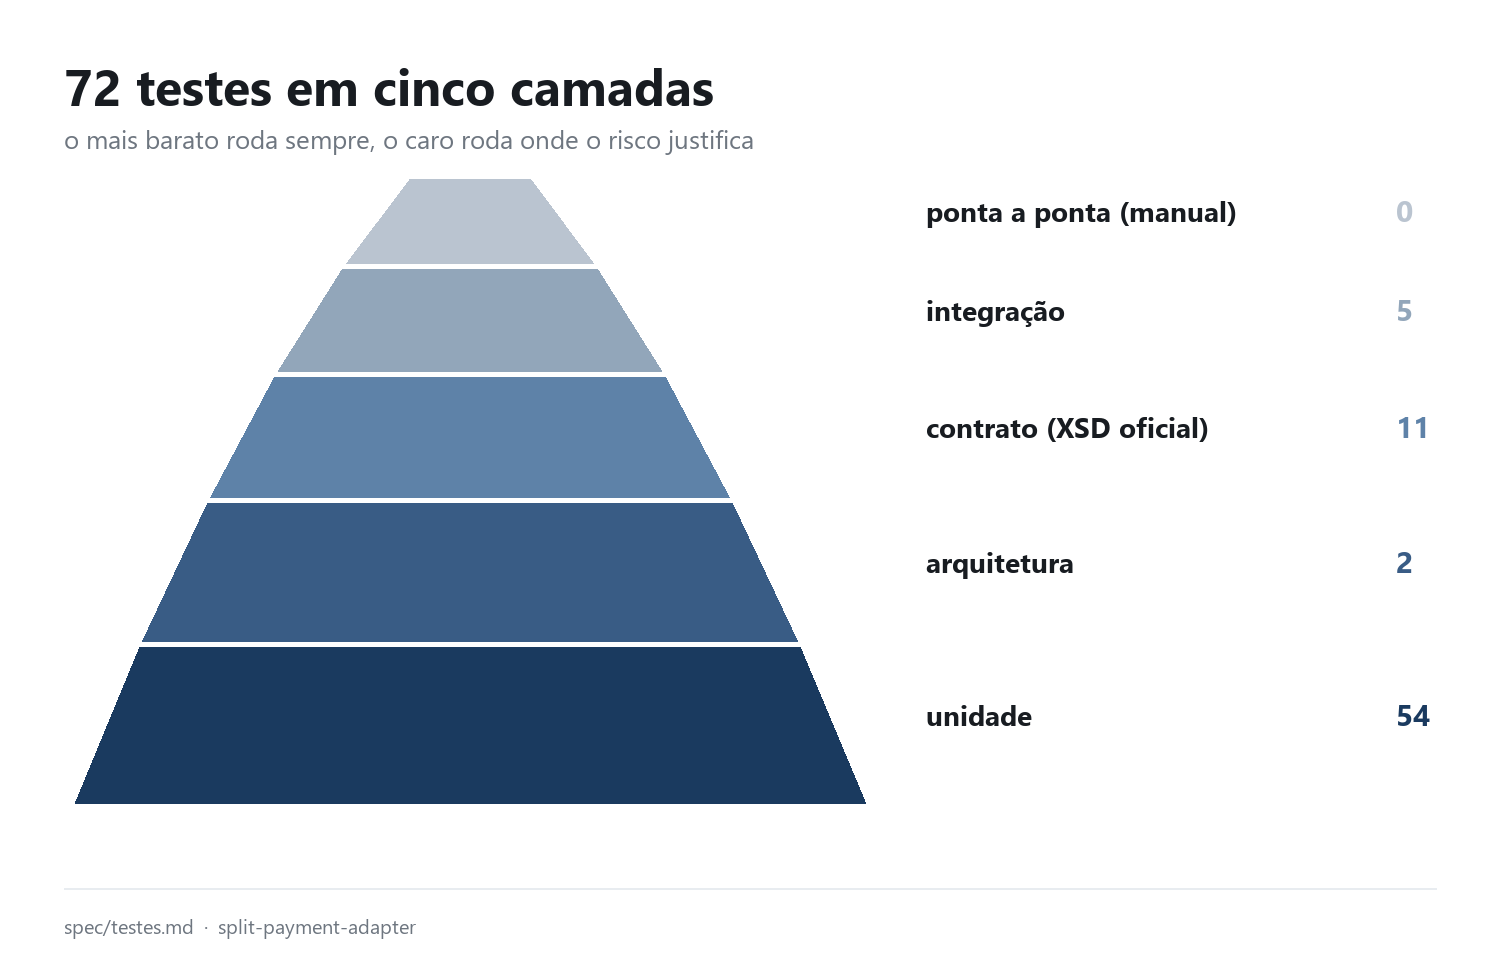 72 testes em cinco camadas
o mais barato roda sempre, o caro roda onde o risco justifica
ponta a ponta (manual) 0
integração 5
contrato (XSD oficial) 11
arquitetura 2
unidade 54
spec/testes.md · split-payment-adapter